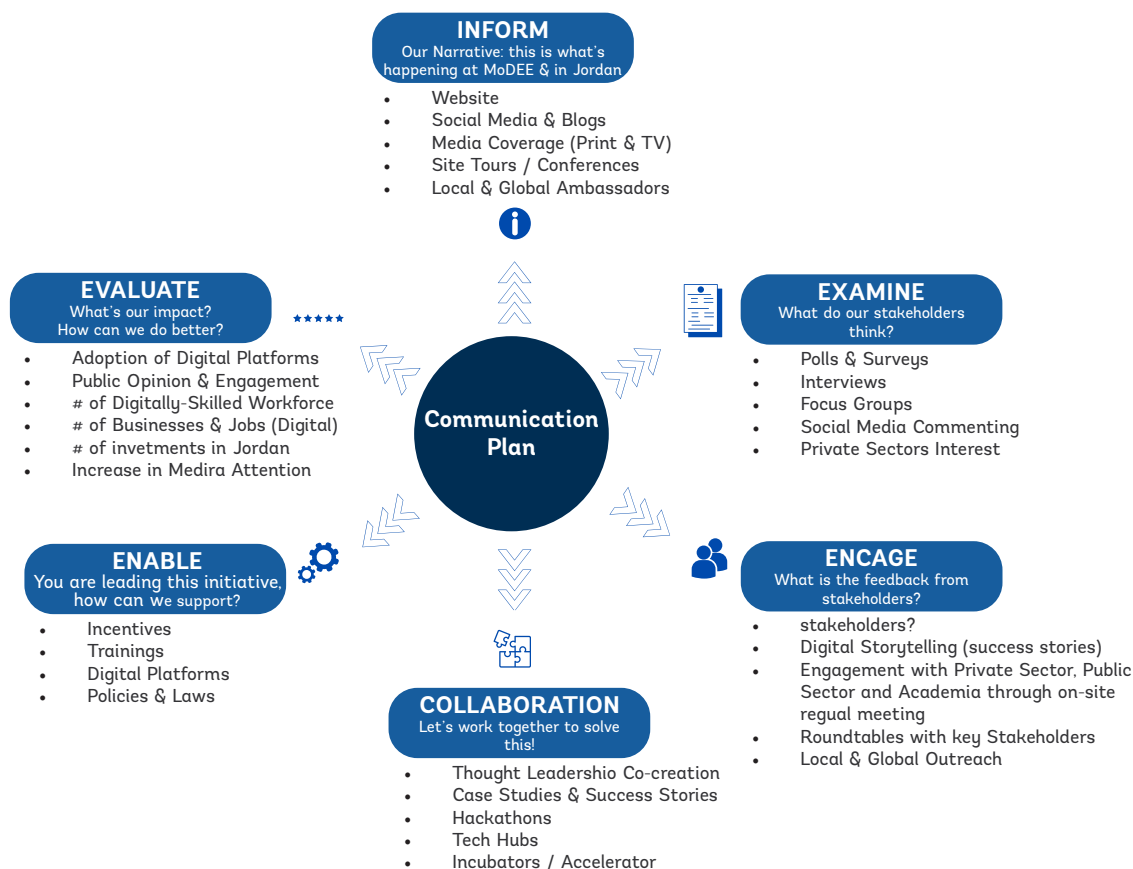 INFORM
Our Narrative: this is what's
happening at MoDEE & in Jordan
• Website
• Social Media & Blogs
• Media Coverage (Print & TV)
• Site Tours / Conferences
• Local & Global Ambassadors
EVALUATE
What's our impact?
How can we do better?
• Adoption of Digital Platforms
• Public Opinion & Engagement
• # of Digitally-Skilled Workforce
• # of Businesses & Jobs (Digital)
• # of invetments in Jordan
• Increase in Medira Attention
EXAMINE
What do our stakeholders
think?
• Polls & Surveys
• Interviews
• Focus Groups
• Social Media Commenting
• Private Sectors Interest
Communication
Plan
ENABLE
You are leading this initiative,
how can we support?
• Incentives
• Trainings
• Digital Platforms
• Policies & Laws
ENCAGE
What is the feedback from
stakeholders?
• stakeholders?
• Digital Storytelling (success stories)
• Engagement with Private Sector, Public
Sector and Academia through on-site
regual meeting
• Roundtables with key Stakeholders
• Local & Global Outreach
COLLABORATION
Let's work together to solve
this!
• Thought Leadershio Co-creation
• Case Studies & Success Stories
• Hackathons
• Tech Hubs
• Incubators / Accelerator